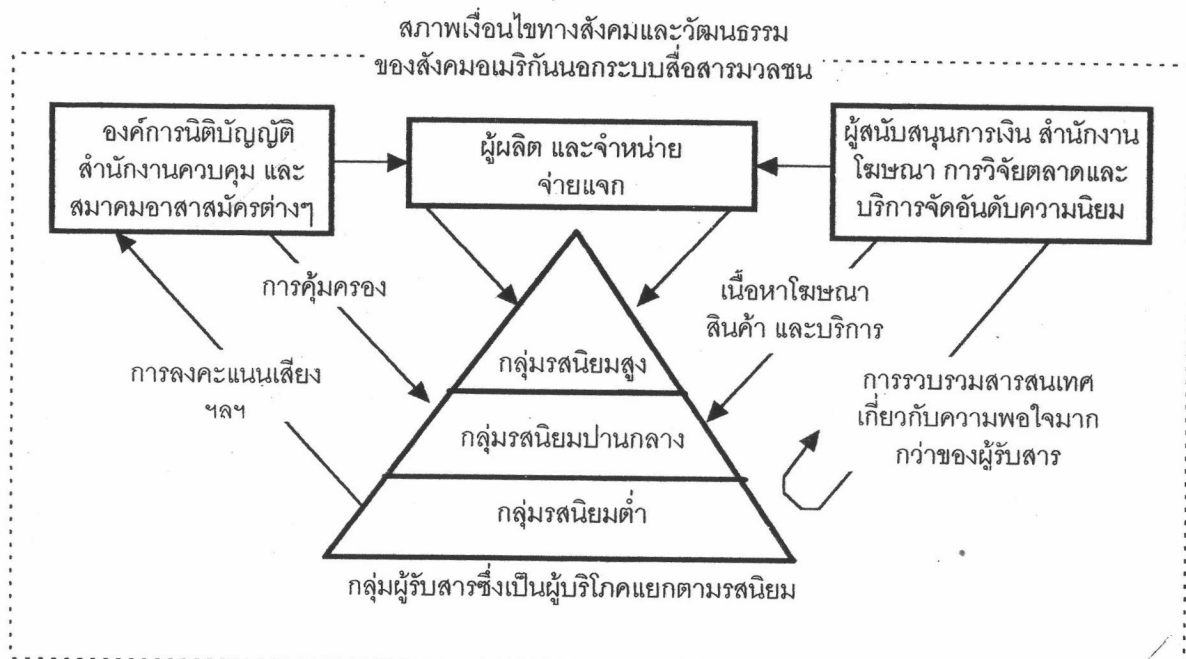 สภาพเงื่อนไขทางสังคมและวัฒนธรรม
ของสังคมอเมริกันนอกระบบสื่อสารมวลชน
องค์การนิติบัญญัติ
สำนักงานควบคุม และ
สมาคมอาสาสมัครต่างๆ
ผู้ผลิต และจำหน่าย
จ่ายแจก
ผู้สนับสนุนการเงิน สำนักงาน
โฆษณา การวิจัยตลาดและ
บริการจัดอันดับความนิยม
การคุ้มครอง
เนื้อหาโฆษณา
สินค้า และบริการ
การลงคะแนนเสียง
ฯลฯ
การรวบรวมสารสนเทศ
เกี่ยวกับความพอใจมาก
กว่าของผู้รับสาร
กลุ่มรสนิยมสูง
กลุ่มรสนิยมปานกลาง
กลุ่มรสนิยมต่ำ
กลุ่มผู้รับสารซึ่งเป็นผู้บริโภคแยกตามรสนิยม